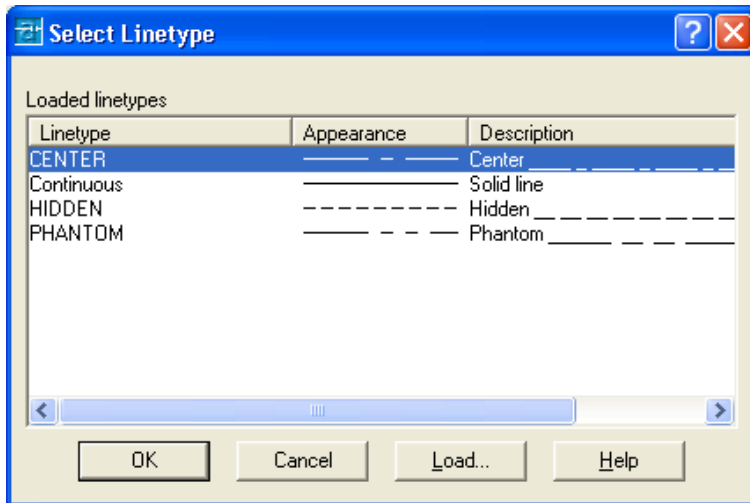 Select Linetype
Loaded linetypes
Linetype Appearance Description
CENTER Center
Continuous Solid line
HIDDEN Hidden
PHANTOM Phantom
OK Cancel Load... Help